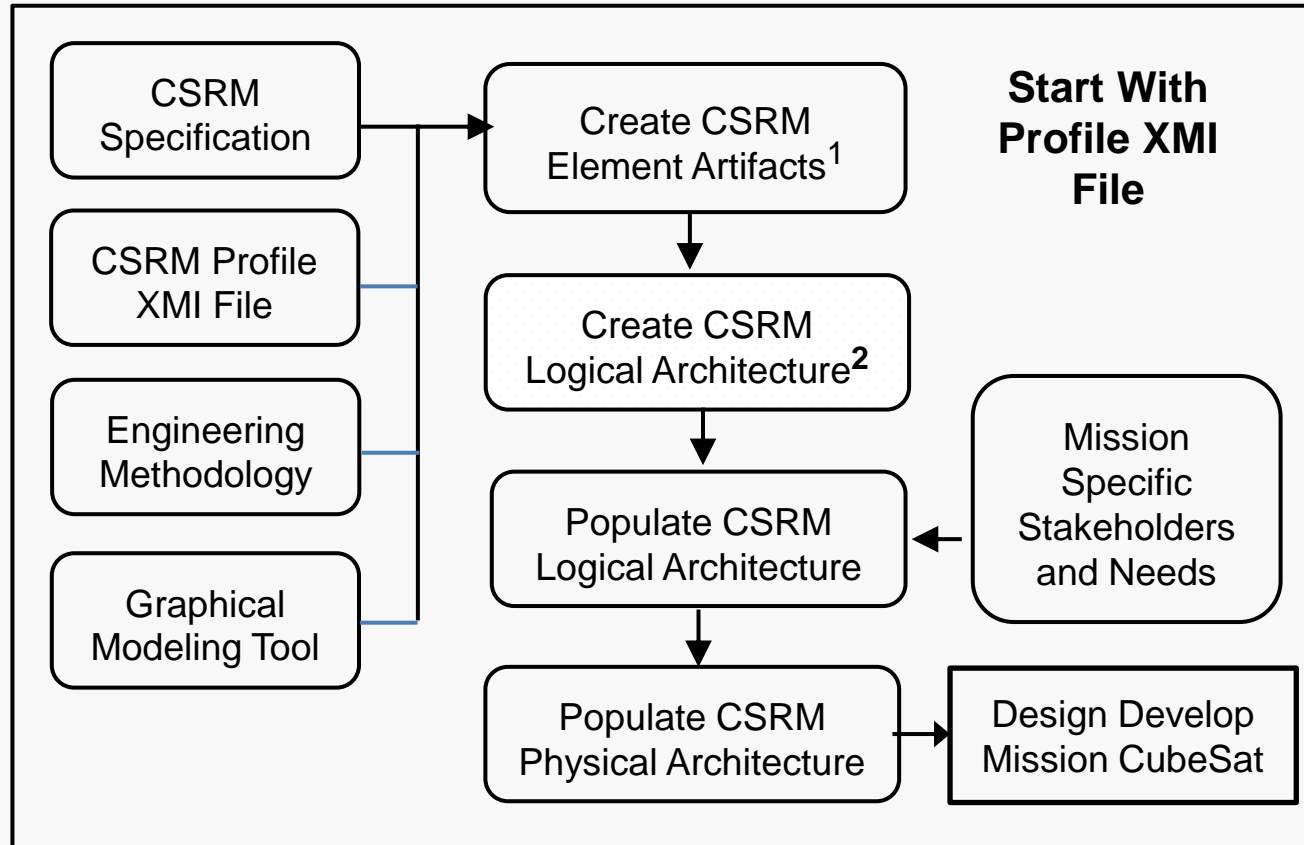 CSRM
Specification
CSRM Profile
XMI File
Engineering
Methodology
Graphical
Modeling Tool
Create CSRM
Element Artifacts¹
Create CSRM
Logical Architecture²
Populate CSRM
Logical Architecture
Populate CSRM
Physical Architecture
Start With
Profile XMI
File
Mission
Specific
Stakeholders
and Needs
Design Develop
Mission CubeSat